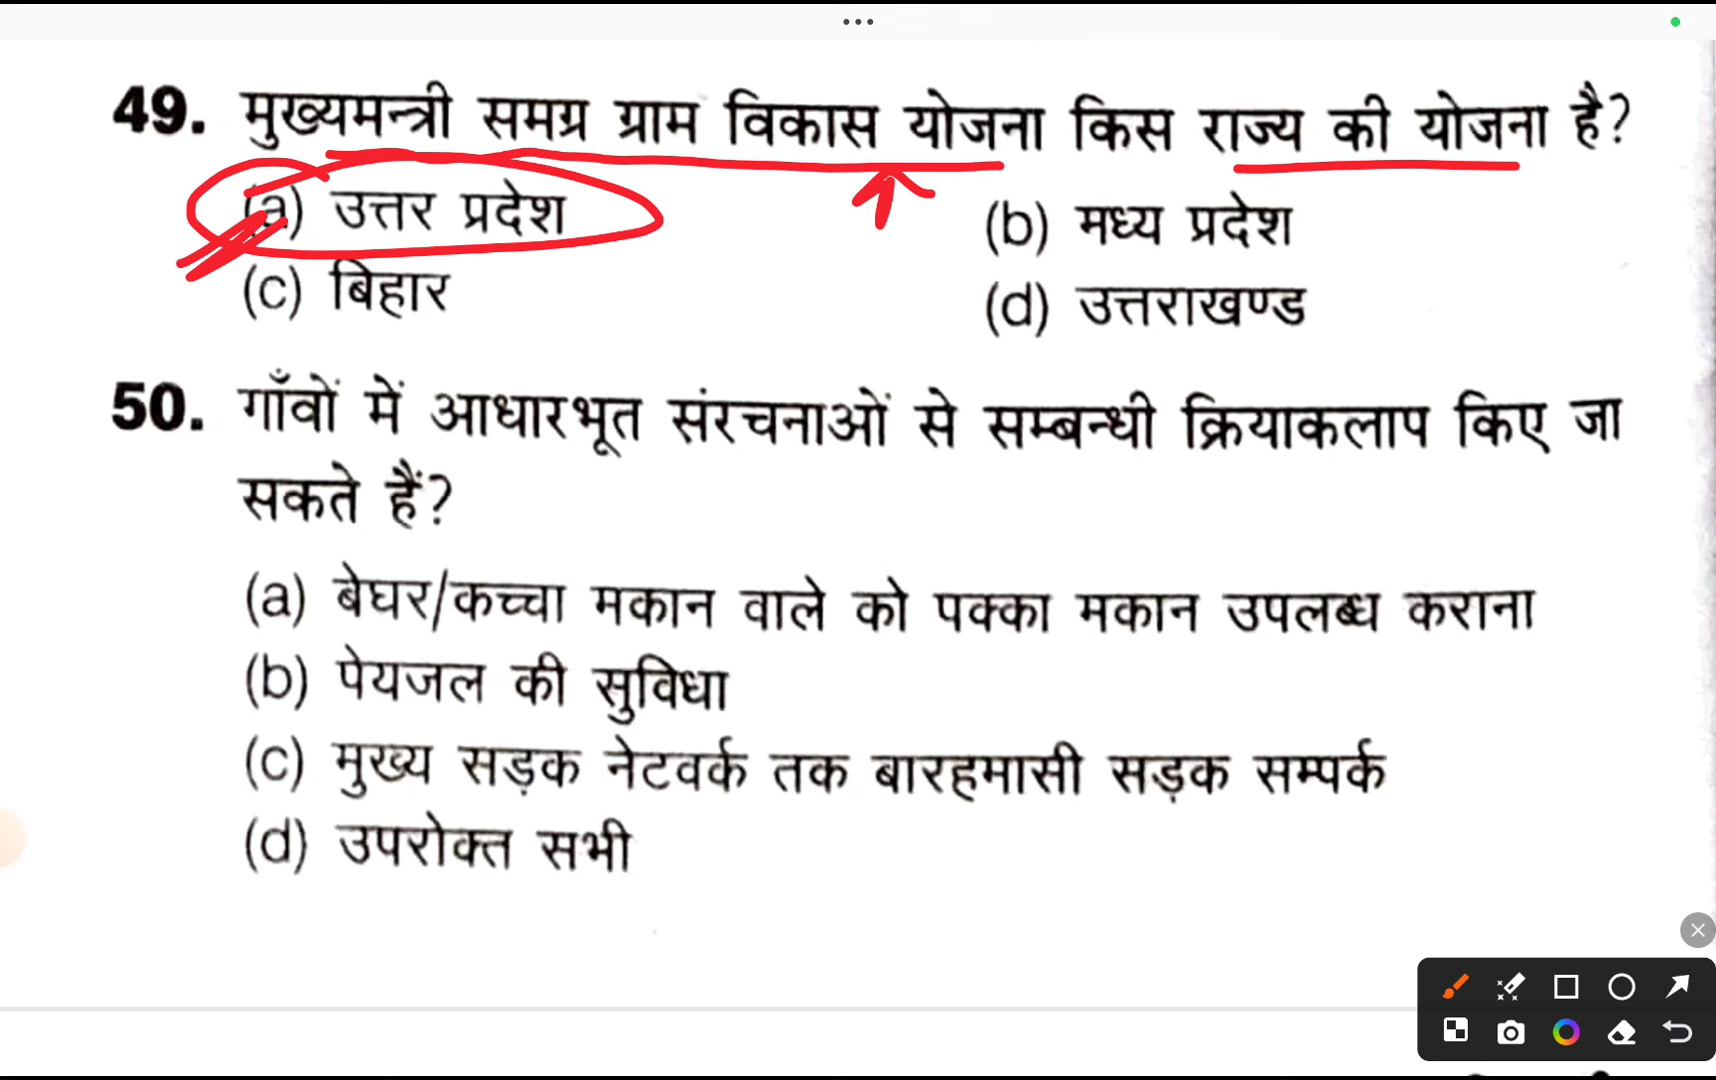 49. मुख्यमन्त्री समग्र ग्राम विकास योजना किस राज्य की योजना है?
(a) उत्तर प्रदेश (b) मध्य प्रदेश
(c) बिहार (d) उत्तराखण्ड
50. गाँवों में आधारभूत संरचनाओं से सम्बन्धी क्रियाकलाप किए जा
सकते हैं?
(a) बेघर/कच्चा मकान वाले को पक्का मकान उपलब्ध कराना
(b) पेयजल की सुविधा
(c) मुख्य सड़क नेटवर्क तक बारहमासी सड़क सम्पर्क
(d) उपरोक्त सभी